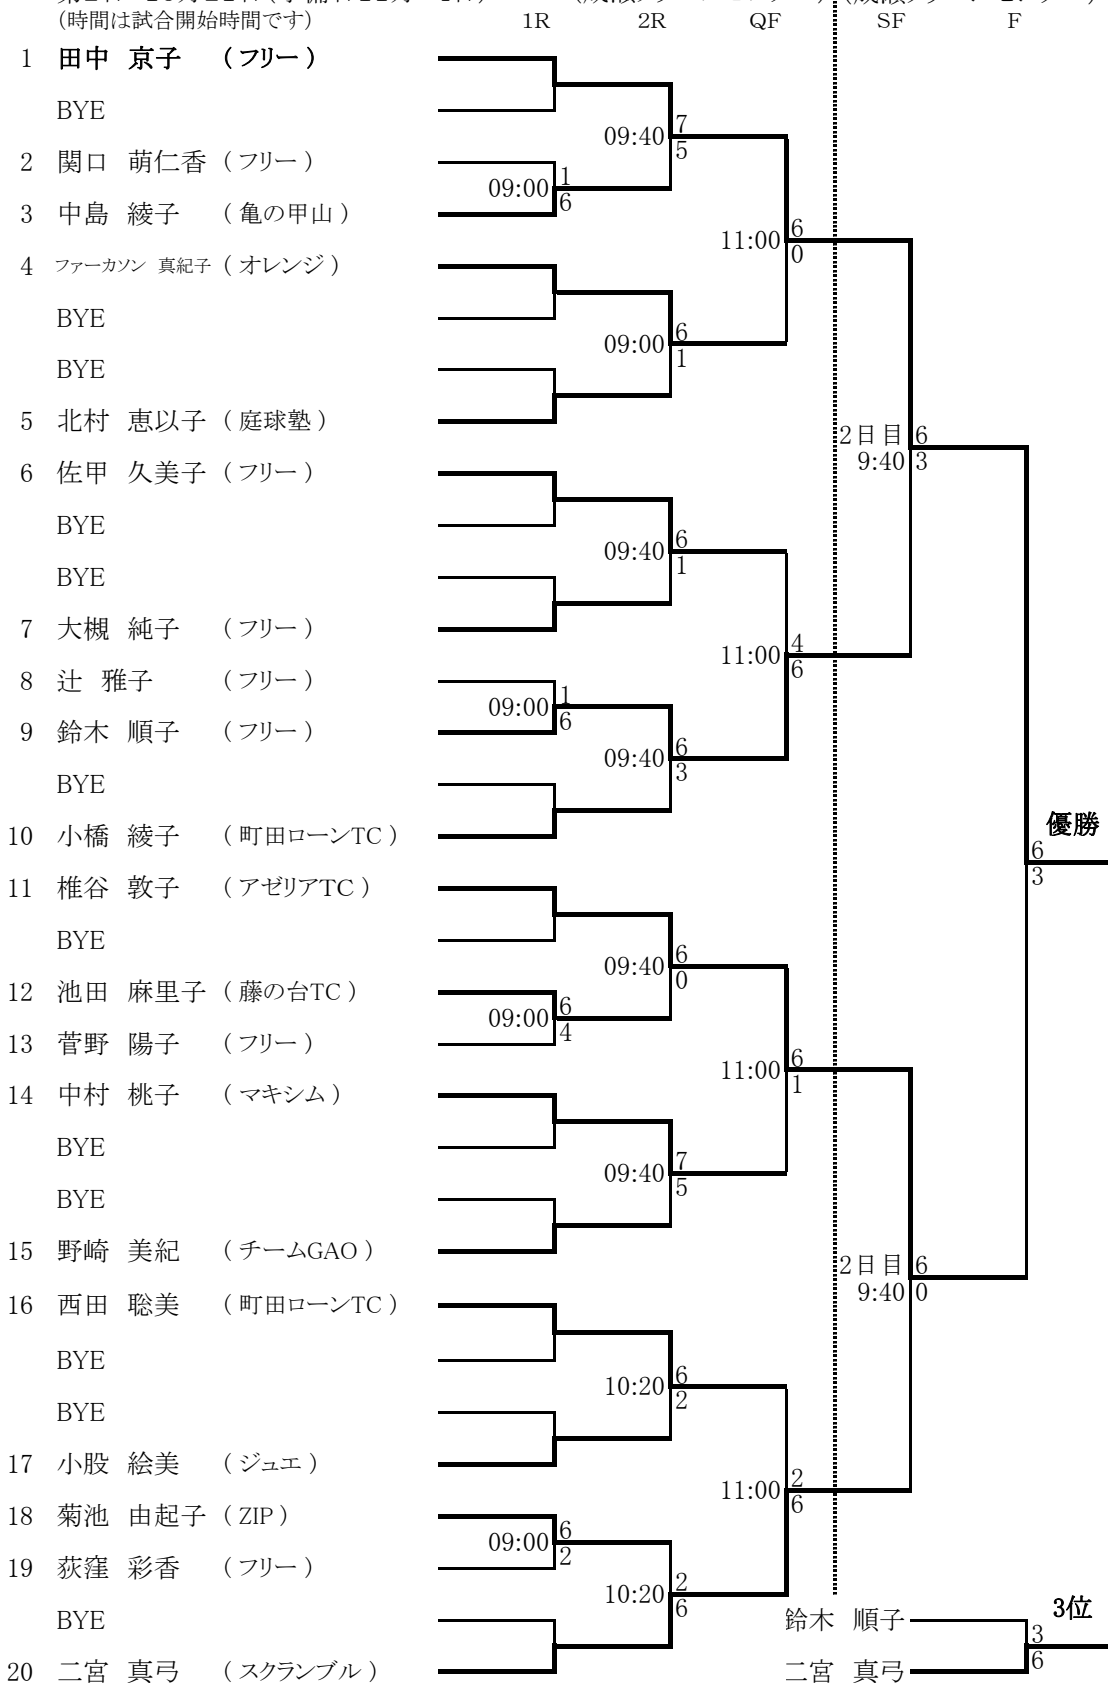 (時間は試合開始時間です) 1R 2R QF SF F
1 田中 京子 (フリー)
BYE
09:40 7 5
2 関口 萌仁香 (フリー)
09:00 1 6
3 中島 綾子 (亀の甲山)
11:00 6 0
4 ファーカソン 真紀子 (オレンジ)
BYE
09:00 6 1
BYE
5 北村 恵以子 (庭球塾)
2日目 6
9:40 3
6 佐甲 久美子 (フリー)
BYE
09:40 6 1
BYE
7 大槻 純子 (フリー)
11:00 4 6
8 辻 雅子 (フリー)
09:00 1 6
9 鈴木 順子 (フリー)
09:40 6 3
BYE
10 小橋 綾子 (町田ローンTC)
優勝
6 3
11 椎谷 敦子 (アゼリアTC)
BYE
09:40 6 0
12 池田 麻里子 (藤の台TC)
09:00 6 4
13 菅野 陽子 (フリー)
11:00 6 1
14 中村 桃子 (マキシム)
BYE
09:40 7 5
BYE
15 野崎 美紀 (チームGAO)
2日目 6
9:40 0
16 西田 聡美 (町田ローンTC)
BYE
10:20 6 2
BYE
17 小股 絵美 (ジュエ)
11:00 2 6
18 菊池 由起子 (ZIP)
09:00 6 2
19 荻窪 彩香 (フリー)
10:20 2 6
BYE
鈴木 順子
3位
3 6
20 二宮 真弓 (スクランブル)
二宮 真弓